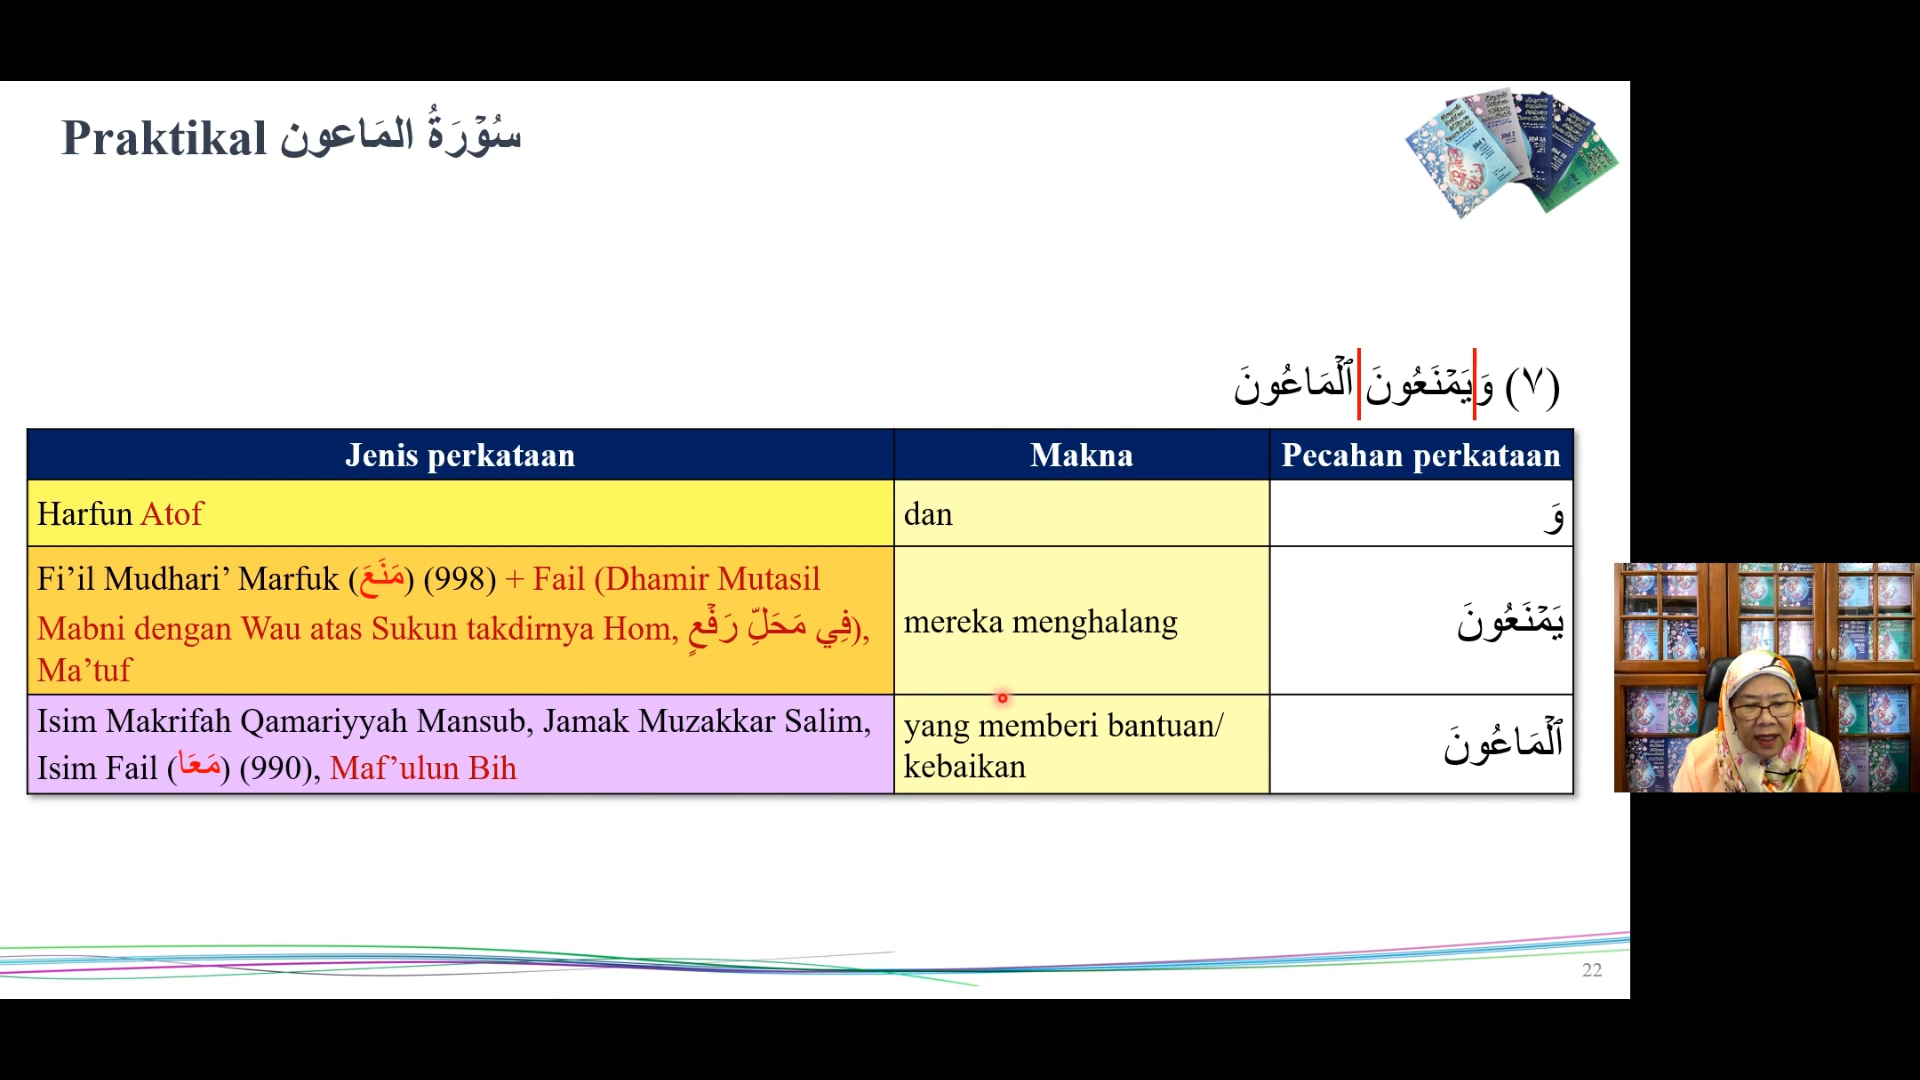 Praktikal سُوْرَةُ المَاعون
(٧) وَيَمْنَعُونَ ٱلْمَاعُونَ
Jenis perkataan Makna Pecahan perkataan
Harfun Atof dan وَ
Fi’il Mudhari’ Marfuk (مَنَعَ) (998) + Fail (Dhamir Mutasil
Mabni dengan Wau atas Sukun takdirnya Hom, فِي مَحَلِّ رَفْعٍ),
Ma’tuf
mereka menghalang
يَمْنَعُونَ
Isim Makrifah Qamariyyah Mansub, Jamak Muzakkar Salim,
Isim Fail (مَعَا) (990), Maf’ulun Bih
yang memberi bantuan/
kebaikan
ٱلْمَاعُونَ
22